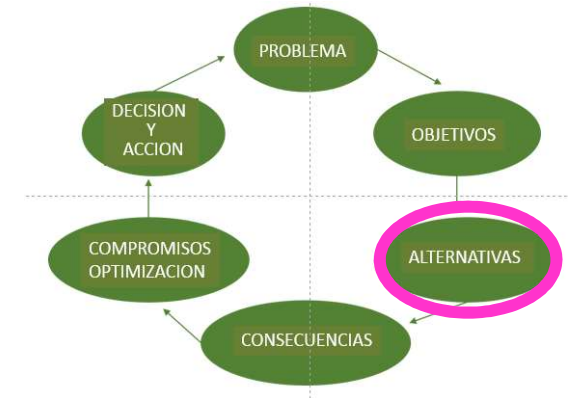 PROBLEMA
OBJETIVOS
ALTERNATIVAS
CONSECUENCIAS
COMPROMISOS
OPTIMIZACION
DECISION
Y
ACCION